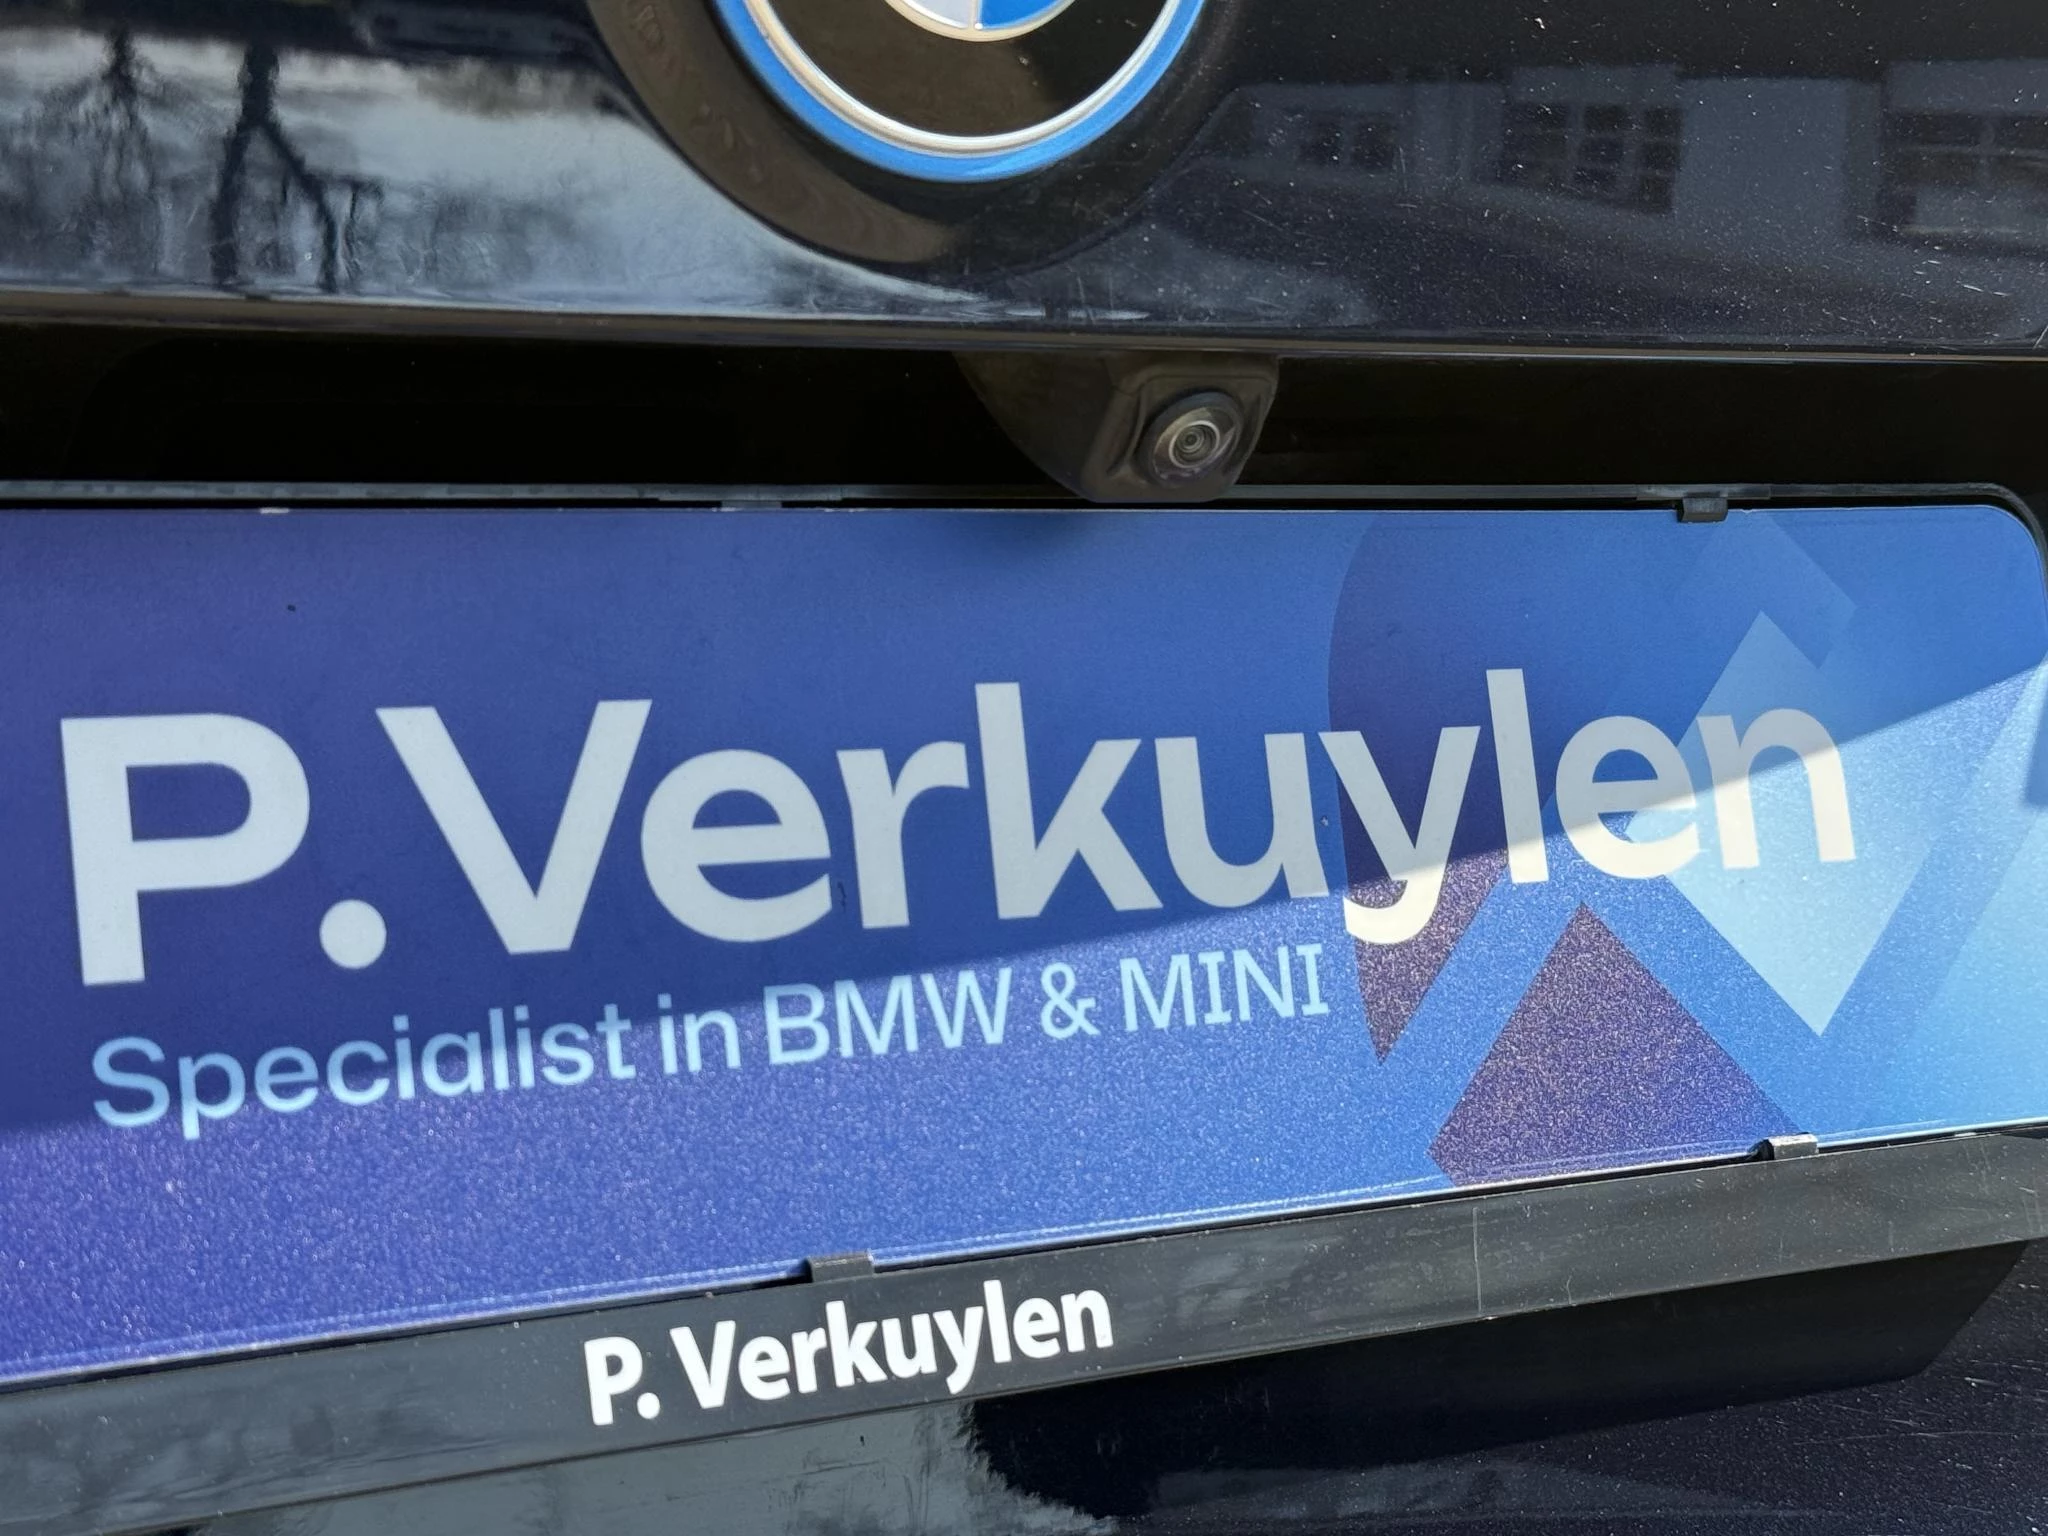 P.Verkuylen
Specialist in BMW & MINI
P. Verkuylen